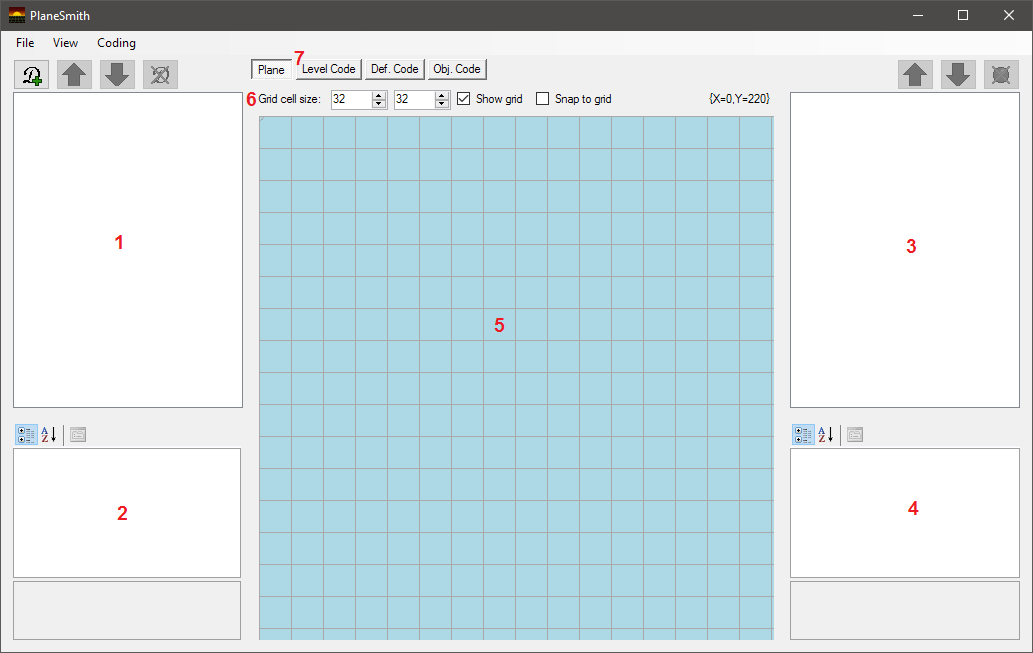 PlaneSmith
File View Coding
7
Plane Level Code Def. Code Obj. Code
6 Grid cell size: 32 32 Show grid Snap to grid {X=0,Y=220}
1
3
5
2
4